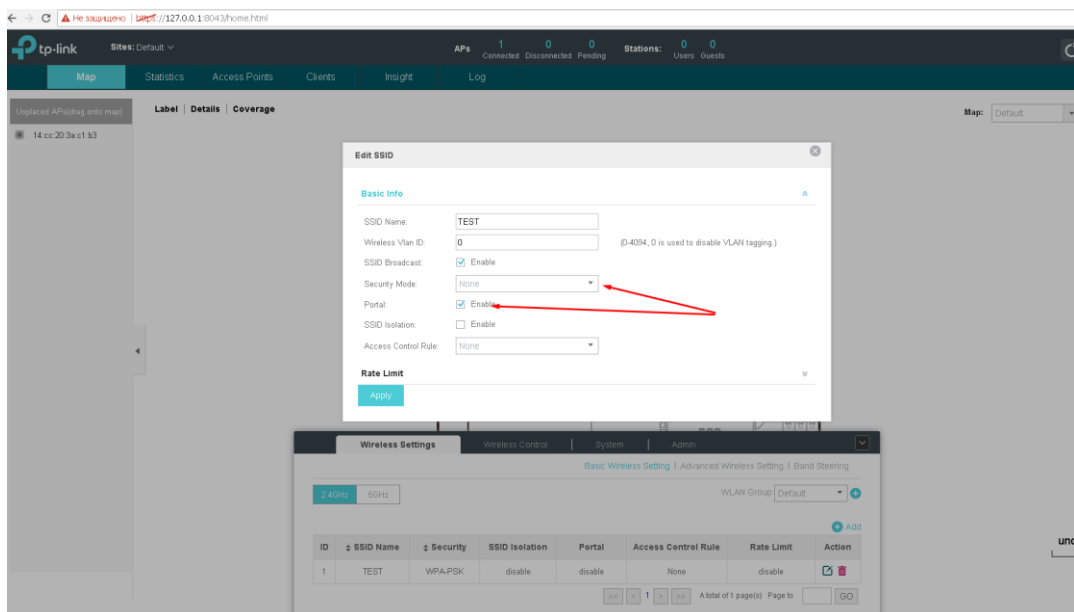 Не защищено | https://127.0.0.1:8043/home.html
tp-link Sites: Default APs 1 Connected 0 Disconnected 0 Pending Stations: 0 Users 0 Guests
Map Statistics Access Points Clients Insight Log
Unplaced APs(drag onto map) Label | Details | Coverage Map: Default
14:cc:20:3a:c1:b3
Edit SSID
Basic Info
SSID Name: TEST
Wireless Vlan ID: 0 (0-4094, 0 is used to disable VLAN tagging.)
SSID Broadcast: Enable
Security Mode: None
Portal: Enable
SSID Isolation: Enable
Access Control Rule: None
Rate Limit
Apply
Wireless Settings Wireless Control | System | Admin
Basic Wireless Setting | Advanced Wireless Setting | Band Steering
2.4GHz 5GHz WLAN Group Default
Add
ID SSID Name Security SSID Isolation Portal Access Control Rule Rate Limit Action
1 TEST WPA-PSK disable disable None disable
<< < 1 > >> A total of 1 page(s) Page to GO